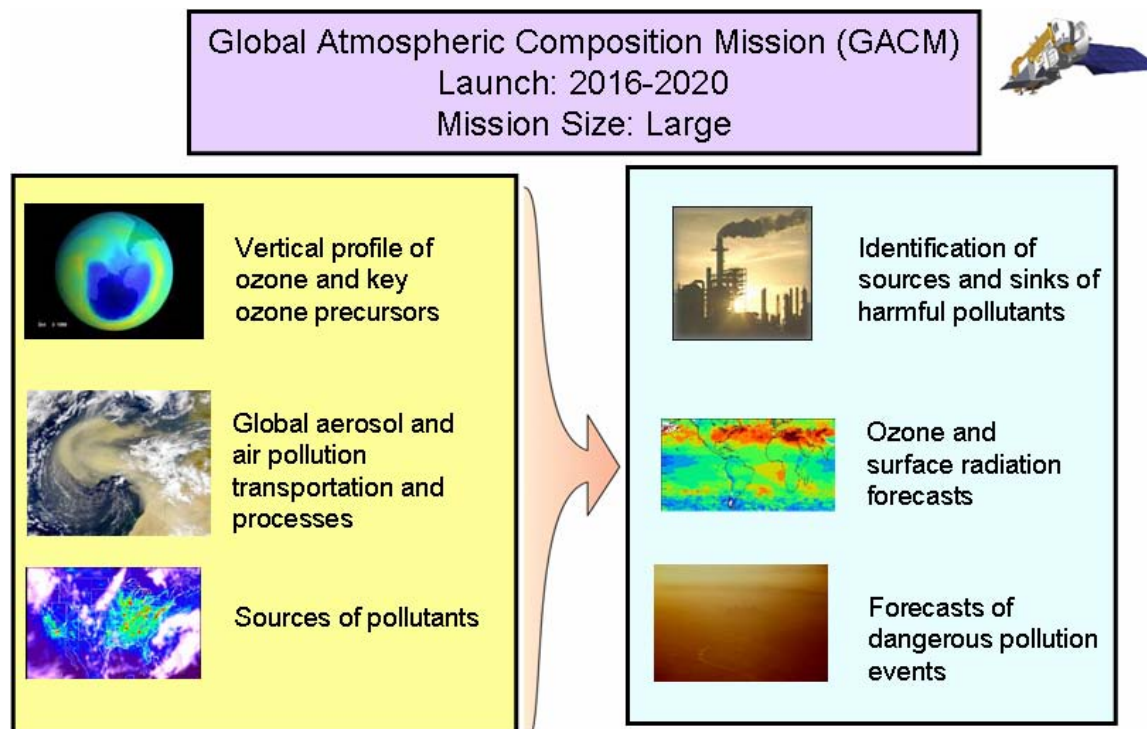 Global Atmospheric Composition Mission (GACM)
Launch: 2016-2020
Mission Size: Large
Vertical profile of
ozone and key
ozone precursors
Global aerosol and
air pollution
transportation and
processes
Sources of pollutants
Identification of
sources and sinks of
harmful pollutants
Ozone and
surface radiation
forecasts
Forecasts of
dangerous pollution
events